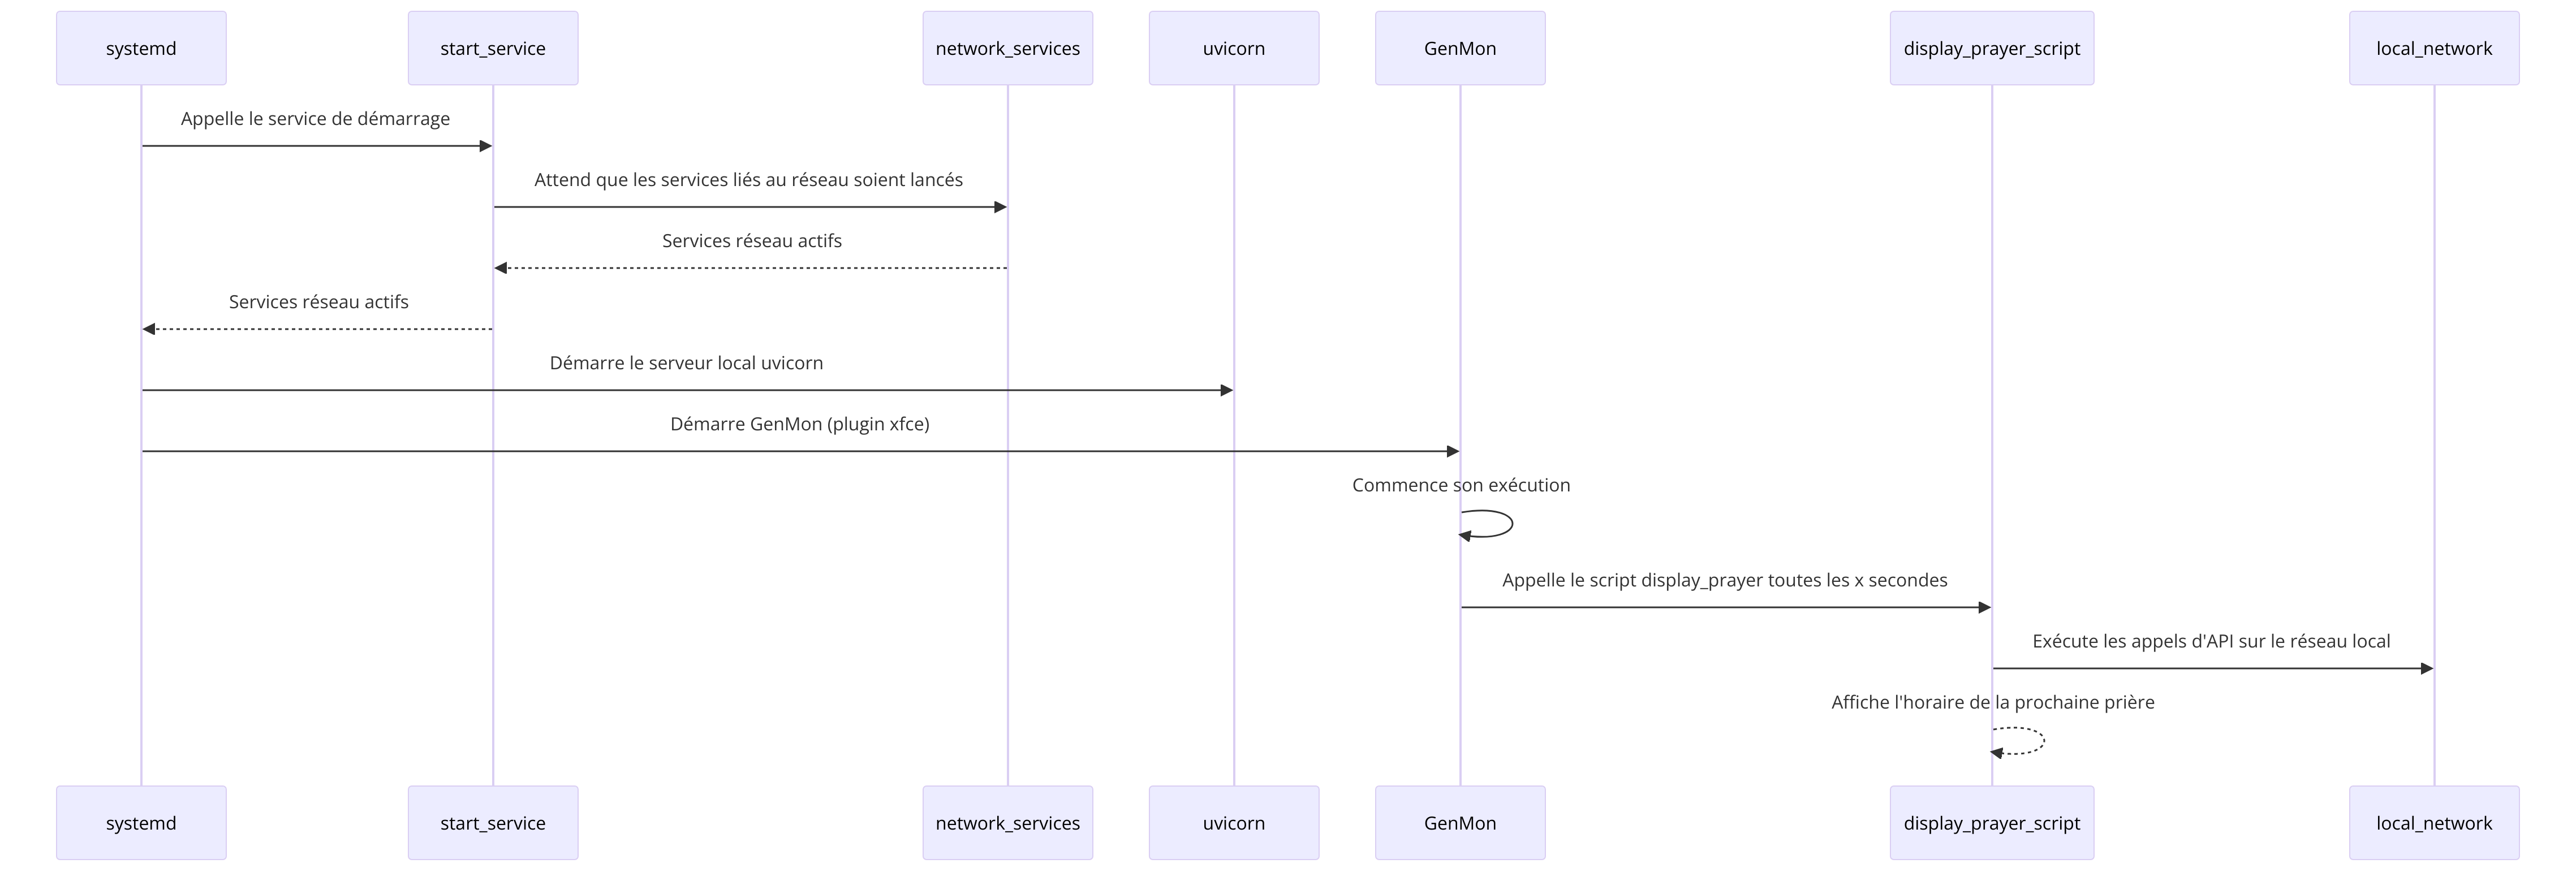 systemd
start_service
network_services
uvicorn
GenMon
display_prayer_script
local_network
Appelle le service de démarrage
Attend que les services liés au réseau soient lancés
Services réseau actifs
Services réseau actifs
Démarre le serveur local uvicorn
Démarre GenMon (plugin xfce)
Commence son exécution
Appelle le script display_prayer toutes les x secondes
Exécute les appels d'API sur le réseau local
Affiche l'horaire de la prochaine prière
systemd
start_service
network_services
uvicorn
GenMon
display_prayer_script
local_network